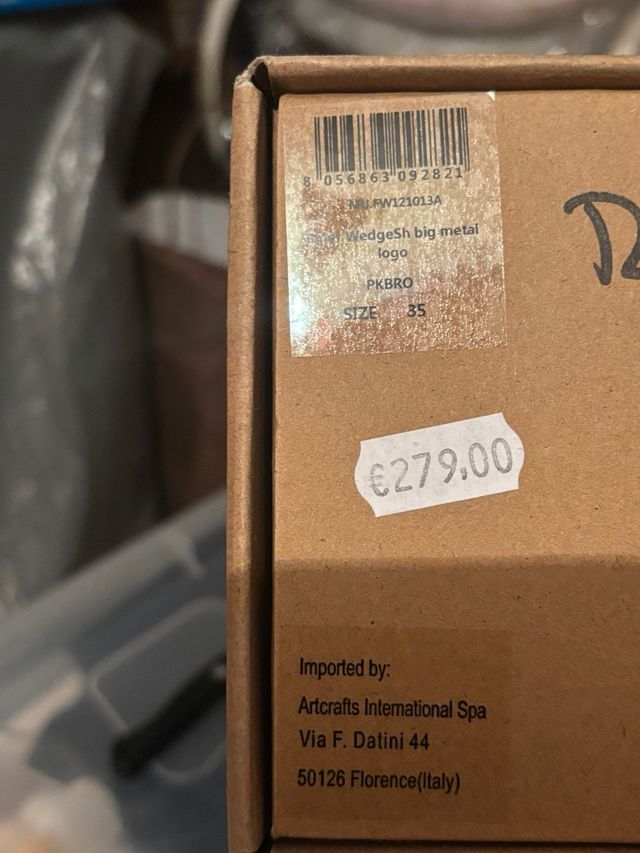 8 056863 092821
MU.FW121013A
WedgeSh big metal
logo
PKBRO
SIZE 35
€279,00
Imported by:
Artcrafts International Spa
Via F. Datini 44
50126 Florence(Italy)